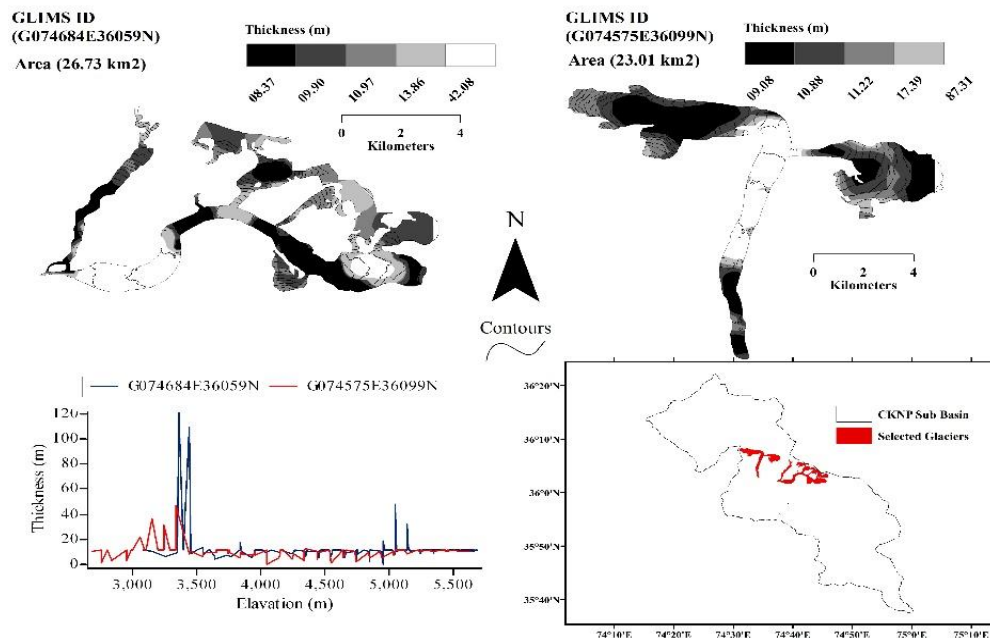 GLIMS ID
(G074684E36059N)
Area (26.73 km2)
Thickness (m)
08.37 09.90 10.97 13.86 42.08
0 2 4
Kilometers
GLIMS ID
(G074575E36099N)
Area (23.01 km2)
Thickness (m)
09.08 10.88 11.22 17.39 87.31
0 2 4
Kilometers
N
Contours
G074684E36059N G074575E36099N
Thickness (m)
120
100
80
60
40
20
0
3,000 3,500 4,000 4,500 5,000 5,500
Elavation (m)
36°20'N
36°10'N
36°0'N
35°50'N
35°40'N
CKNP Sub Basin
Selected Glaciers
74°10'E 74°20'E 74°30'E 74°40'E 74°50'E 75°0'E 75°10'E